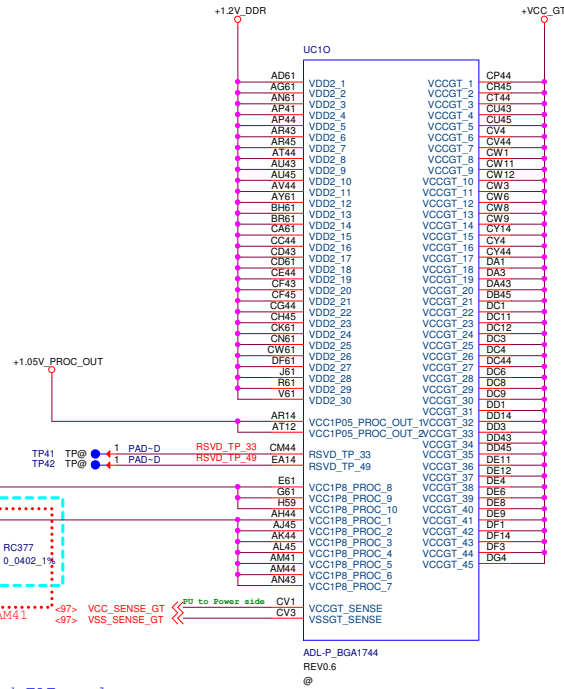 +1.2V_DDR
+VCC_GT
UC1O
AD61 VDD2_1 VCCGT_1 CP44
AG61 VDD2_2 VCCGT_2 CR45
AN61 VDD2_3 VCCGT_3 CT44
AP41 VDD2_4 VCCGT_4 CU43
AP44 VDD2_5 VCCGT_5 CU45
AR43 VDD2_6 VCCGT_6 CV4
AR45 VDD2_7 VCCGT_7 CV44
AT44 VDD2_8 VCCGT_8 CW1
AU43 VDD2_9 VCCGT_9 CW11
AU45 VDD2_10 VCCGT_10 CW12
AV44 VDD2_11 VCCGT_11 CW3
AY61 VDD2_12 VCCGT_12 CW6
BH61 VDD2_13 VCCGT_13 CW8
BR61 VDD2_14 VCCGT_14 CW9
CA61 VDD2_15 VCCGT_15 CY14
CC44 VDD2_16 VCCGT_16 CY4
CD43 VDD2_17 VCCGT_17 CY44
CD61 VDD2_18 VCCGT_18 DA1
CE44 VDD2_19 VCCGT_19 DA3
CF43 VDD2_20 VCCGT_20 DA43
CF45 VDD2_21 VCCGT_21 DB45
CG44 VDD2_22 VCCGT_22 DC1
CH45 VDD2_23 VCCGT_23 DC11
CK61 VDD2_24 VCCGT_24 DC12
CN61 VDD2_25 VCCGT_25 DC3
CW61 VDD2_26 VCCGT_26 DC4
DF61 VDD2_27 VCCGT_27 DC44
J61 VDD2_28 VCCGT_28 DC6
R61 VDD2_29 VCCGT_29 DC8
V61 VDD2_30 VCCGT_30 DC9
VCCGT_31 DD1
+1.05V_PROC_OUT
AR14 VCC1P05_PROC_OUT_1 VCCGT_32 DD14
AT12 VCC1P05_PROC_OUT_2 VCCGT_33 DD3
VCCGT_34 DD43
TP41 TP@ 1 PAD~D RSVD_TP_33 CM44 RSVD_TP_33 VCCGT_35 DD45
TP42 TP@ 1 PAD~D RSVD_TP_49 EA14 RSVD_TP_49 VCCGT_36 DE11
VCCGT_37 DE12
E61 VCC1P8_PROC_8 VCCGT_38 DE4
G61 VCC1P8_PROC_9 VCCGT_39 DE6
H59 VCC1P8_PROC_10 VCCGT_40 DE8
AH44 VCC1P8_PROC_1 VCCGT_41 DE9
AJ45 VCC1P8_PROC_2 VCCGT_42 DF1
AK44 VCC1P8_PROC_3 VCCGT_43 DF14
AL45 VCC1P8_PROC_4 VCCGT_44 DF3
AM41 VCC1P8_PROC_5 VCCGT_45 DG4
AM44 VCC1P8_PROC_6
AN43 VCC1P8_PROC_7
RC377
0_0402_1%
AM41
PU to Power side
<97> VCC_SENSE_GT CV1 VCCGT_SENSE
<97> VSS_SENSE_GT CV3 VSSGT_SENSE
ADL-P_BGA1744
REV0.6
@